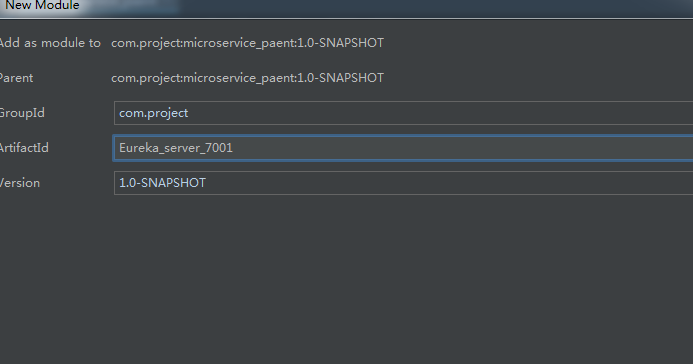 New Module
Add as module to com.project:microservice_paent:1.0-SNAPSHOT
Parent com.project:microservice_paent:1.0-SNAPSHOT
GroupId com.project
ArtifactId Eureka_server_7001
Version 1.0-SNAPSHOT